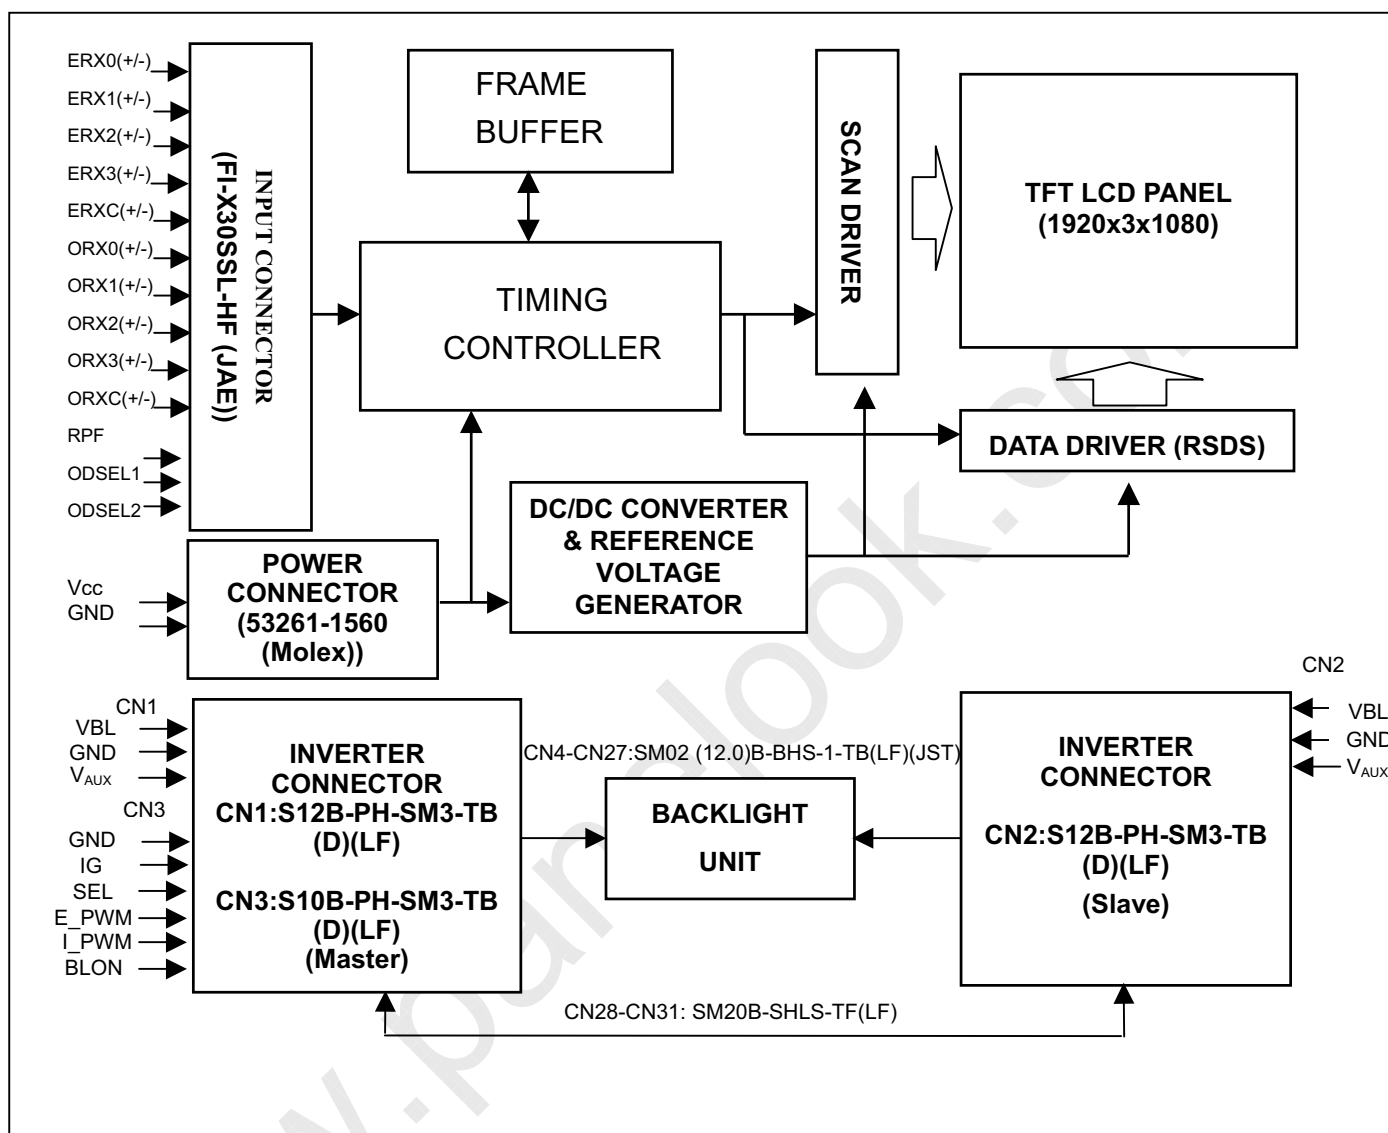 ERX0(+/-)
ERX1(+/-)
ERX2(+/-)
ERX3(+/-)
ERXC(+/-)
ORX0(+/-)
ORX1(+/-)
ORX2(+/-)
ORX3(+/-)
ORXC(+/-)
RPF
ODSEL1
ODSEL2
INPUT CONNECTOR
(FI-X30SSL-HF (JAE))
FRAME
BUFFER
TIMING
CONTROLLER
SCAN DRIVER
TFT LCD PANEL
(1920x3x1080)
DATA DRIVER (RSDS)
DC/DC CONVERTER
& REFERENCE
VOLTAGE
GENERATOR
Vcc
GND
POWER
CONNECTOR
(53261-1560
(Molex))
CN1
VBL
GND
VAUX
CN3
GND
IG
SEL
E_PWM
I_PWM
BLON
INVERTER
CONNECTOR
CN1:S12B-PH-SM3-TB
(D)(LF)
CN3:S10B-PH-SM3-TB
(D)(LF)
(Master)
CN4-CN27:SM02 (12.0)B-BHS-1-TB(LF)(JST)
BACKLIGHT
UNIT
CN2
VBL
GND
VAUX
INVERTER
CONNECTOR
CN2:S12B-PH-SM3-TB
(D)(LF)
(Slave)
CN28-CN31: SM20B-SHLS-TF(LF)
w.panelook.co